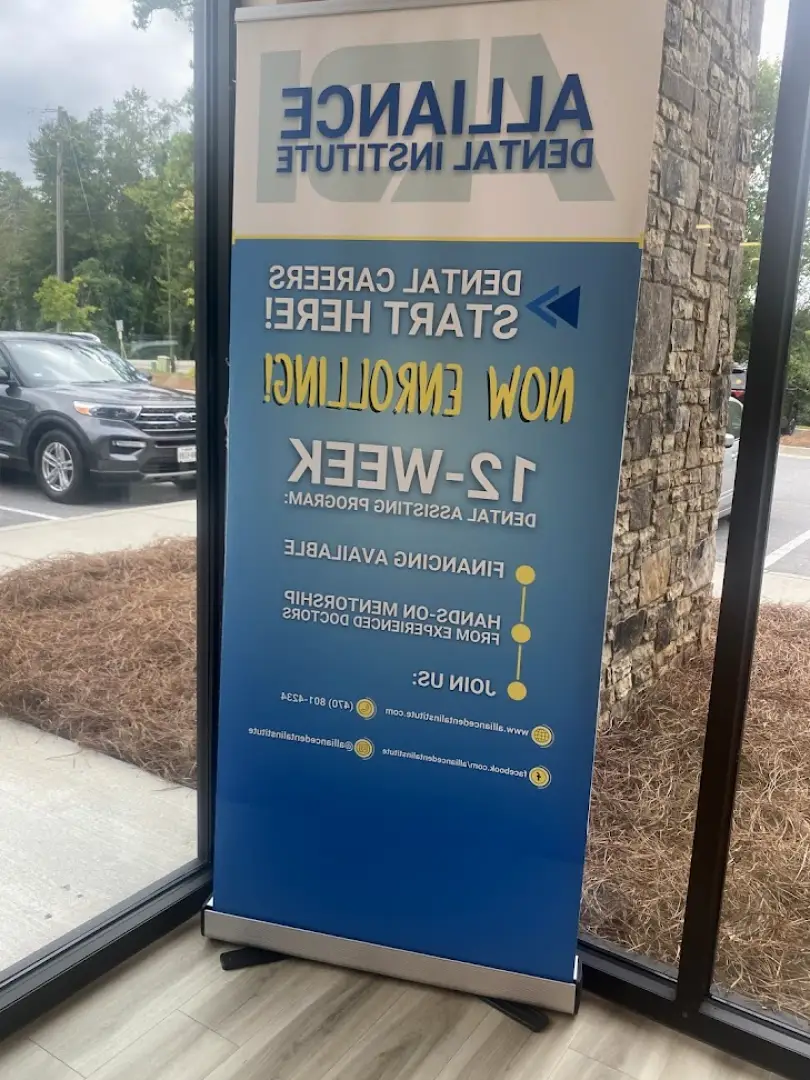 ADI
ALLIANCE
DENTAL INSTITUTE
DENTAL CAREERS
START HERE!
NOW ENROLLING!
12-WEEK
DENTAL ASSISTING PROGRAM:
FINANCING AVAILABLE
HANDS-ON MENTORSHIP
FROM EXPERIENCED DOCTORS
JOIN US:
www.alliancedentalinstitute.com
(470) 801-4234
facebook.com/alliancedentalinstitute
@alliancedentalinstitute